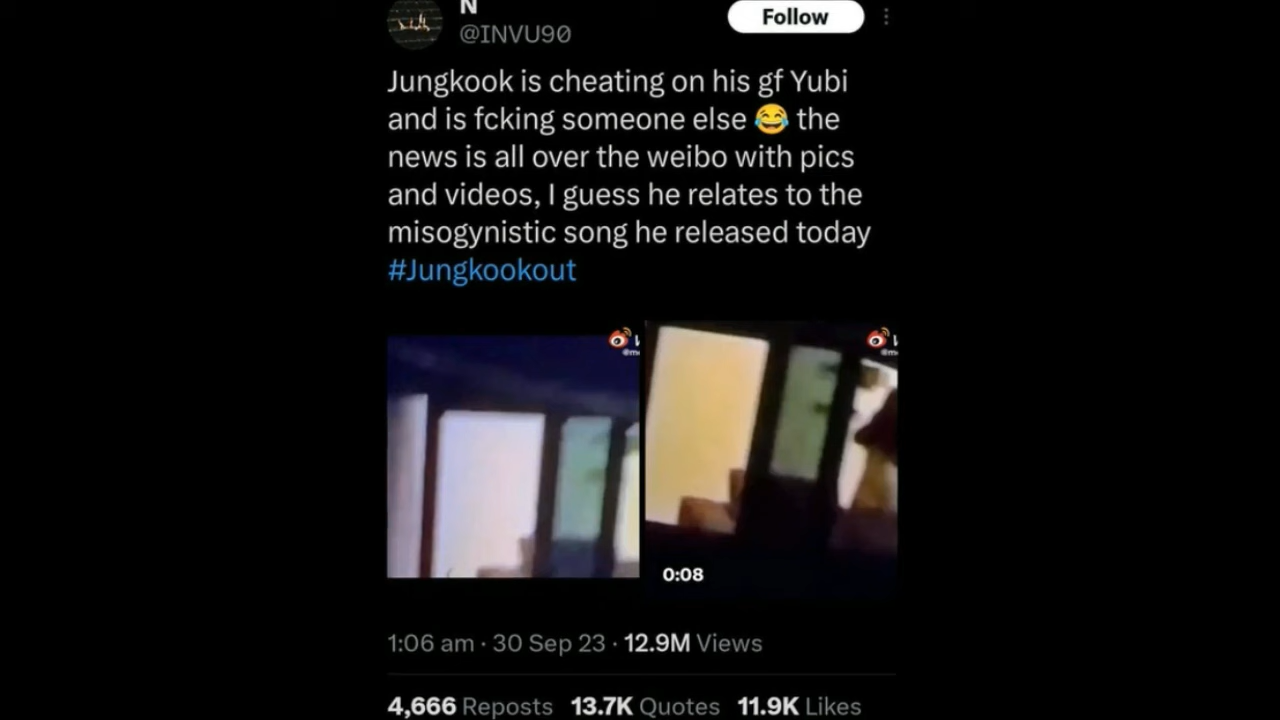 N
Follow
@INVU90
Jungkook is cheating on his gf Yubi
and is fcking someone else 😂 the
news is all over the weibo with pics
and videos, I guess he relates to the
misogynistic song he released today
#Jungkookout
0:08
1:06 am · 30 Sep 23 · 12.9M Views
4,666 Reposts 13.7K Quotes 11.9K Likes